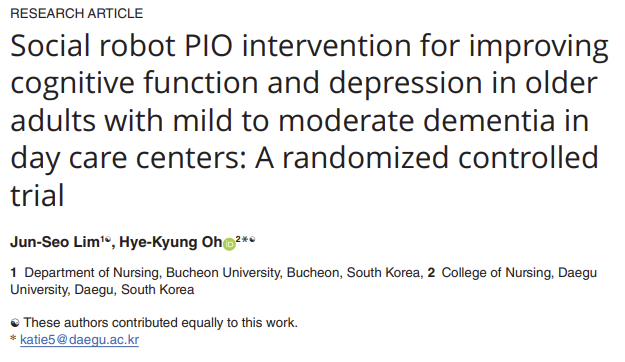 RESEARCH ARTICLE
Social robot PIO intervention for improving
cognitive function and depression in older
adults with mild to moderate dementia in
day care centers: A randomized controlled
trial
Jun-Seo Lim1☯, Hye-Kyung Oh iD 2*☯
1 Department of Nursing, Bucheon University, Bucheon, South Korea, 2 College of Nursing, Daegu
University, Daegu, South Korea
☯ These authors contributed equally to this work.
* katie5@daegu.ac.kr